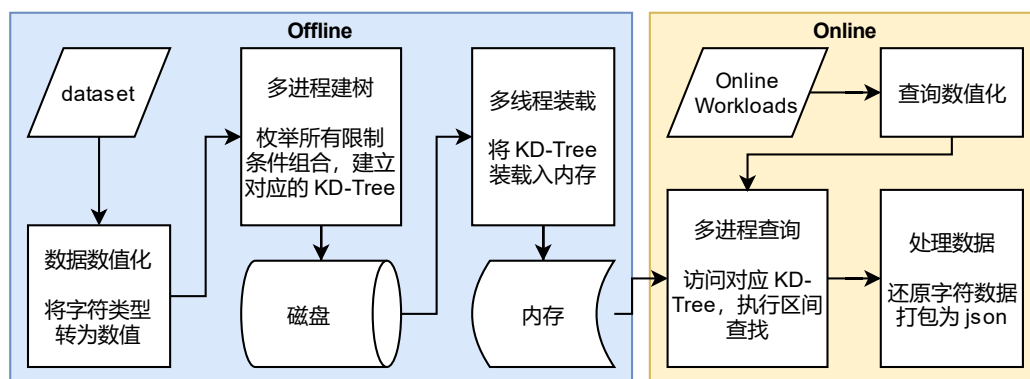 Offline
dataset
数据数值化
将字符类型
转为数值
多进程建树
枚举所有限制
条件组合，建立
对应的 KD-Tree
磁盘
多线程装载
将 KD-Tree
装载入内存
内存
Online
Online
Workloads
查询数值化
多进程查询
访问对应 KD-
Tree，执行区间
查找
处理数据
还原字符数据
打包为 json